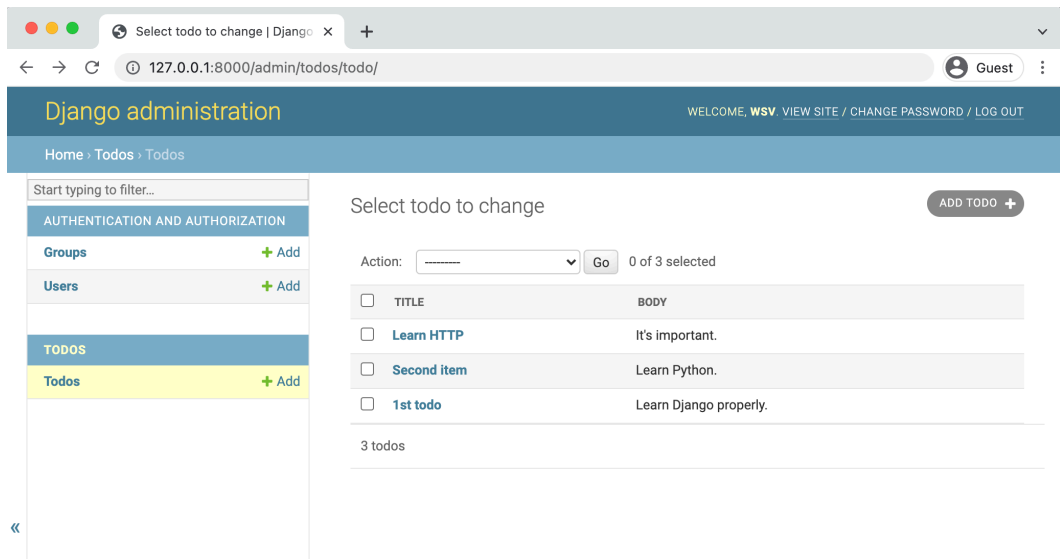 Select todo to change | Django
127.0.0.1:8000/admin/todos/todo/
Guest
Django administration
WELCOME, WSV. VIEW SITE / CHANGE PASSWORD / LOG OUT
Home › Todos › Todos
Start typing to filter...
AUTHENTICATION AND AUTHORIZATION
Groups + Add
Users + Add
TODOS
Todos + Add
Select todo to change
ADD TODO +
Action: --------- Go 0 of 3 selected
TITLE BODY
Learn HTTP It's important.
Second item Learn Python.
1st todo Learn Django properly.
3 todos
«